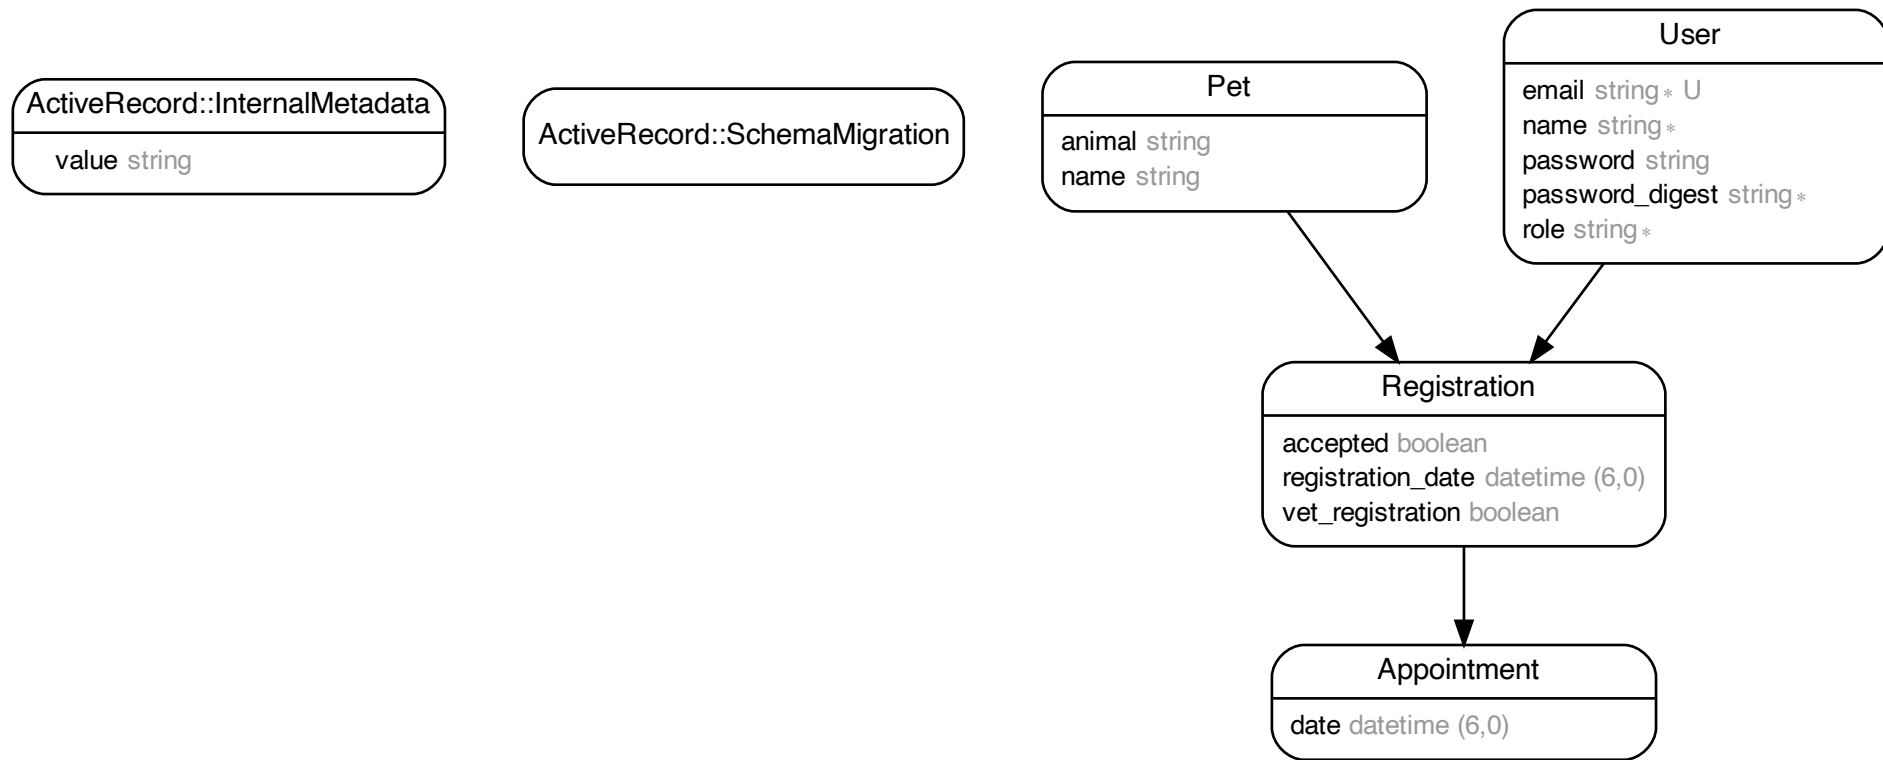 ActiveRecord::InternalMetadata
value string
ActiveRecord::SchemaMigration
Pet
animal string
name string
User
email string* U
name string*
password string
password_digest string*
role string*
Registration
accepted boolean
registration_date datetime (6,0)
vet_registration boolean
Appointment
date datetime (6,0)